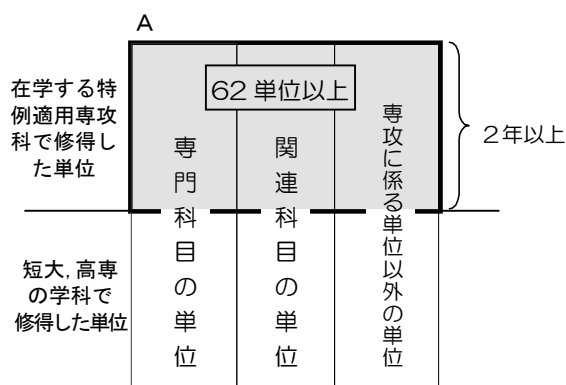 A
在学する特
例適用専攻
科で修得し
た単位
62単位以上
専門科目の単位
関連科目の単位
専攻に係る単位以外の単位
2年以上
短大,高専
の学科で
修得した単位